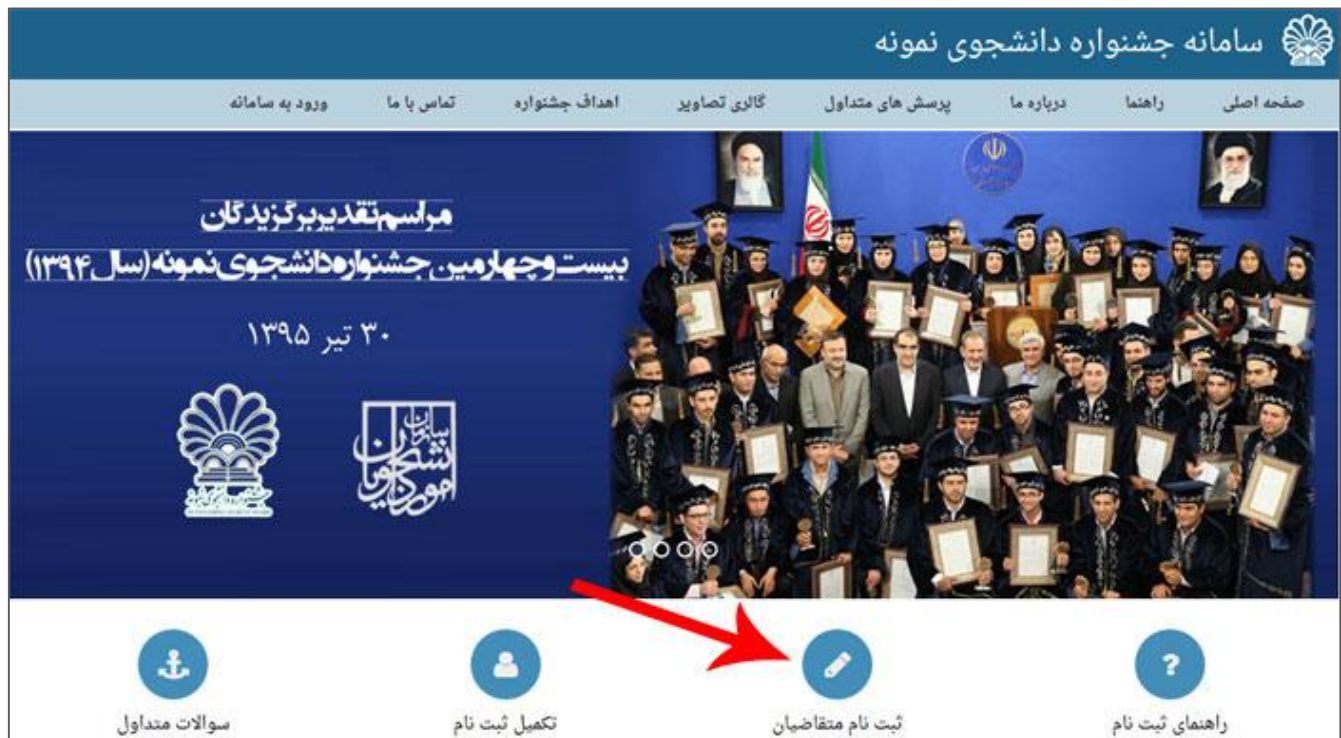 سامانه جشنواره دانشجوی نمونه
صفحه اصلی راهنما درباره ما پرسش های متداول گالری تصاویر اهداف جشنواره تماس با ما ورود به سامانه
مراسم تقدیر برگزیدگان
بیست و چهارمین جشنواره دانشجوی نمونه (سال ۱۳۹۴)
۳۰ تیر ۱۳۹۵
سازمان امور دانشجویان
راهنمای ثبت نام ثبت نام متقاضیان تکمیل ثبت نام سوالات متداول